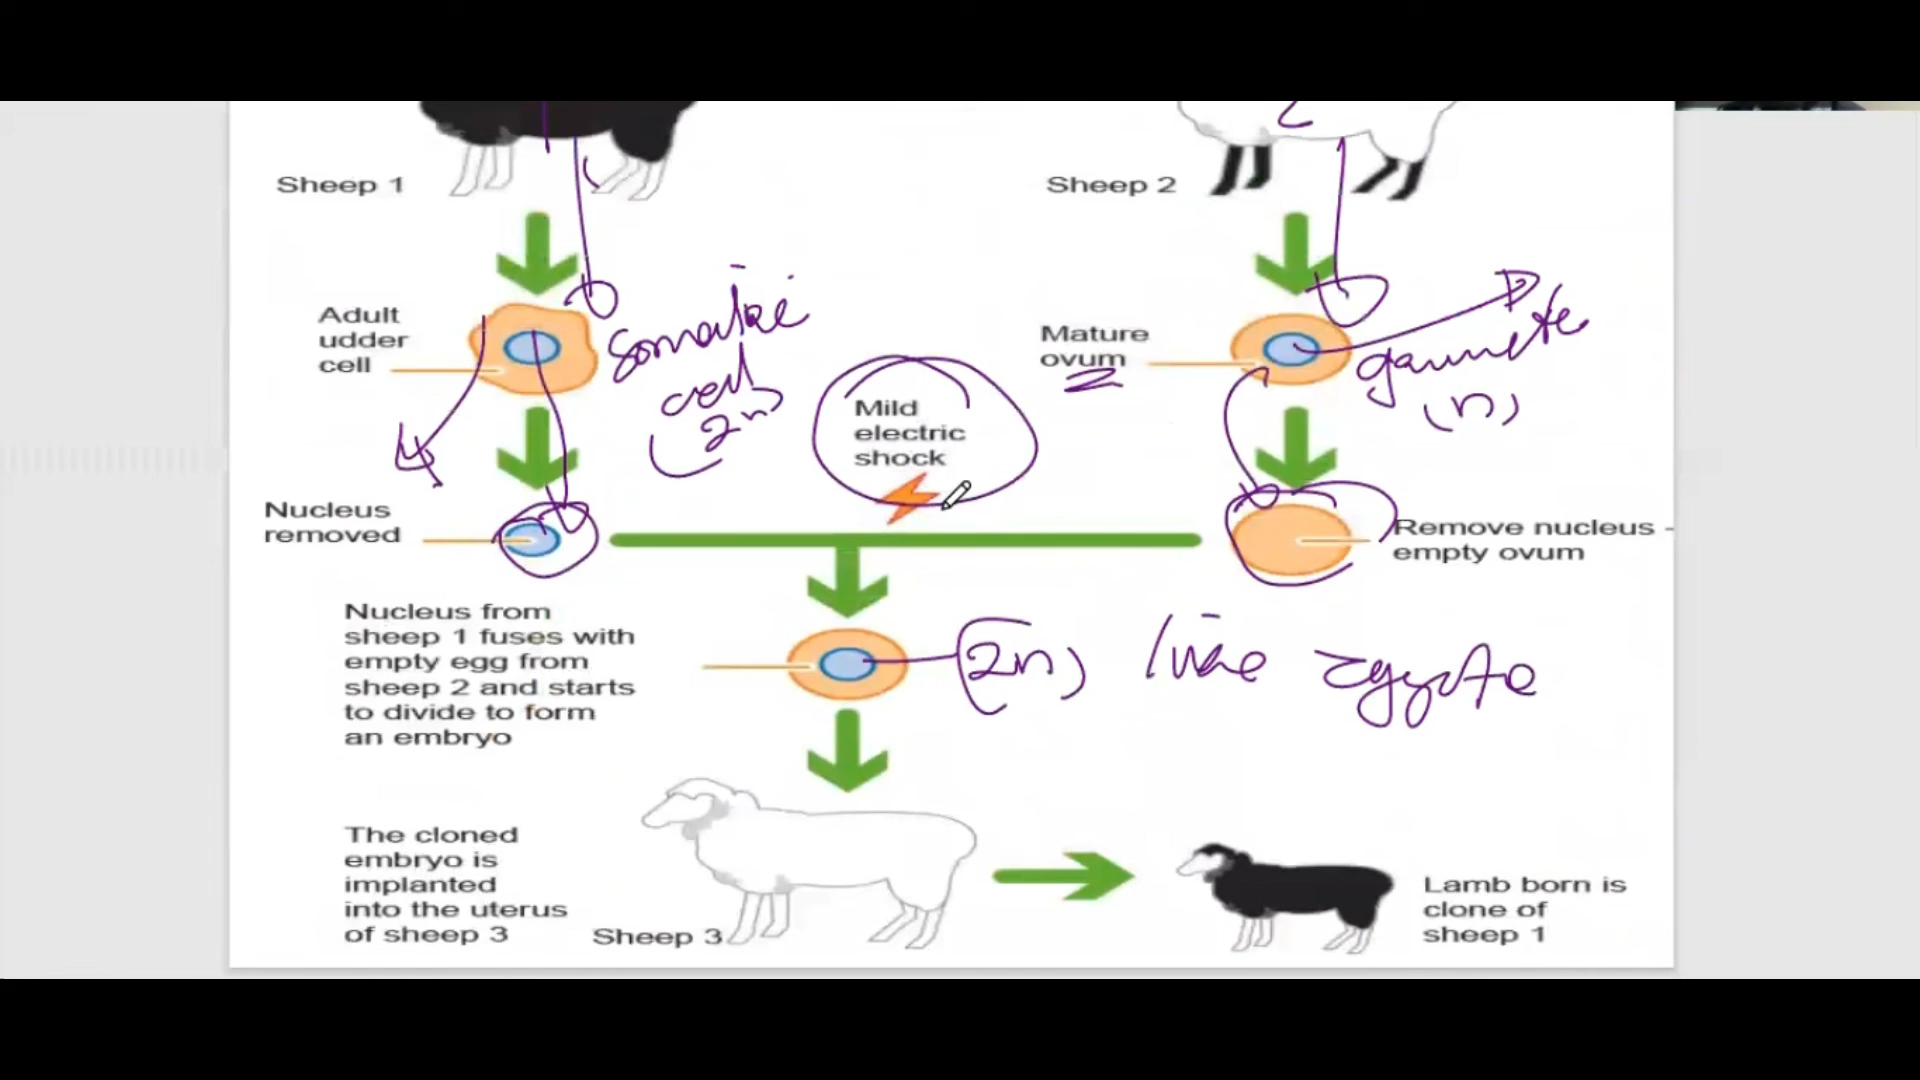 Sheep 1
Sheep 2
Adult
udder
cell
somatic
cell
(2n)
Mild
electric
shock
Mature
ovum
gamete
(n)
Nucleus
removed
Remove nucleus -
empty ovum
Nucleus from
sheep 1 fuses with
empty egg from
sheep 2 and starts
to divide to form
an embryo
(2n) like zygote
The cloned
embryo is
implanted
into the uterus
of sheep 3
Sheep 3
Lamb born is
clone of
sheep 1